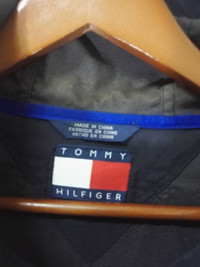 MADE IN CHINA
FABRIQUÉ EN CHINE
HECHO EN CHINA
TOMMY
HILFIGER